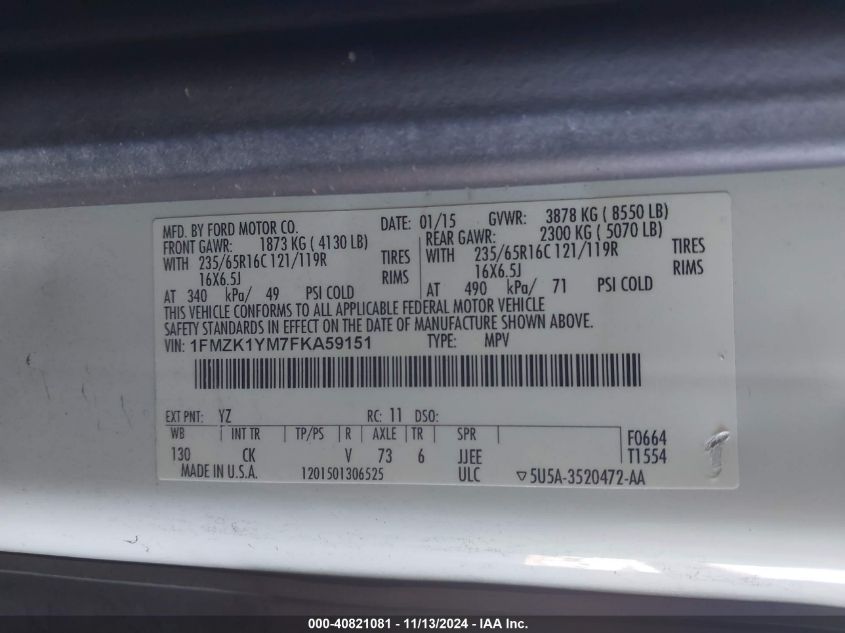 MFD. BY FORD MOTOR CO. DATE: 01/15 GVWR: 3878 KG ( 8550 LB)
FRONT GAWR: 1873 KG ( 4130 LB) REAR GAWR: 2300 KG ( 5070 LB)
WITH 235/65R16C 121/119R TIRES WITH 235/65R16C 121/119R TIRES
16X6.5J RIMS 16X6.5J RIMS
AT 340 kPa/ 49 PSI COLD AT 490 kPa/ 71 PSI COLD
THIS VEHICLE CONFORMS TO ALL APPLICABLE FEDERAL MOTOR VEHICLE
SAFETY STANDARDS IN EFFECT ON THE DATE OF MANUFACTURE SHOWN ABOVE.
VIN: 1FMZK1YM7FKA59151 TYPE: MPV
EXT PNT: YZ RC: 11 DSO:
WB INT TR TP/PS R AXLE TR SPR F0664
130 CK V 73 6 JJEE T1554
MADE IN U.S.A. 1201501306525 ULC ▽5U5A-3520472-AA
000-40821081 - 11/13/2024 - IAA Inc.